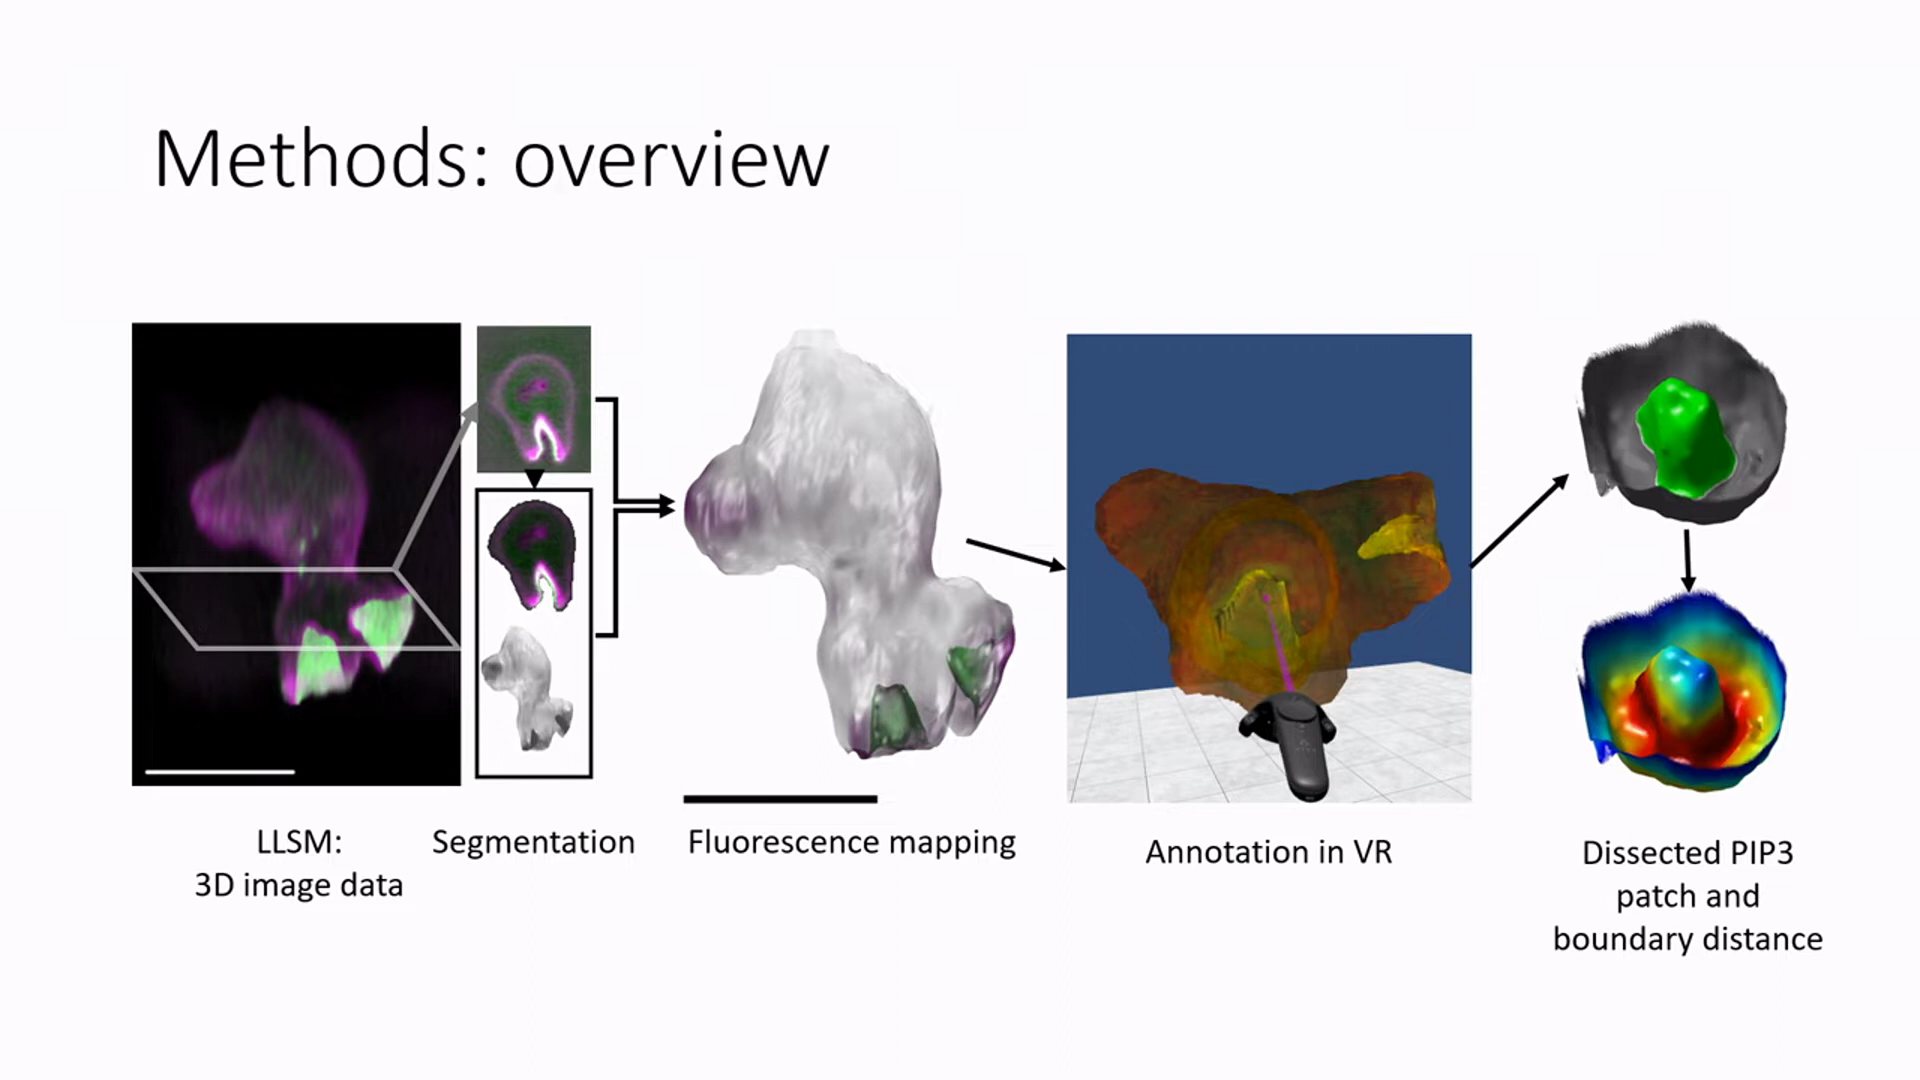 Methods: overview
LLSM:
3D image data
Segmentation
Fluorescence mapping
Annotation in VR
Dissected PIP3
patch and
boundary distance